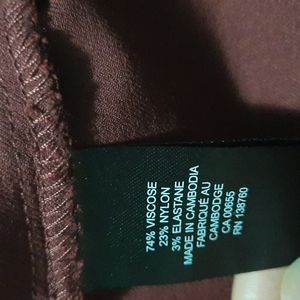 74% VISCOSE
23% NYLON
3% ELASTANE
MADE IN CAMBODIA
FABRIQUÉ AU
CAMBODGE
CA 00655
RN 138760